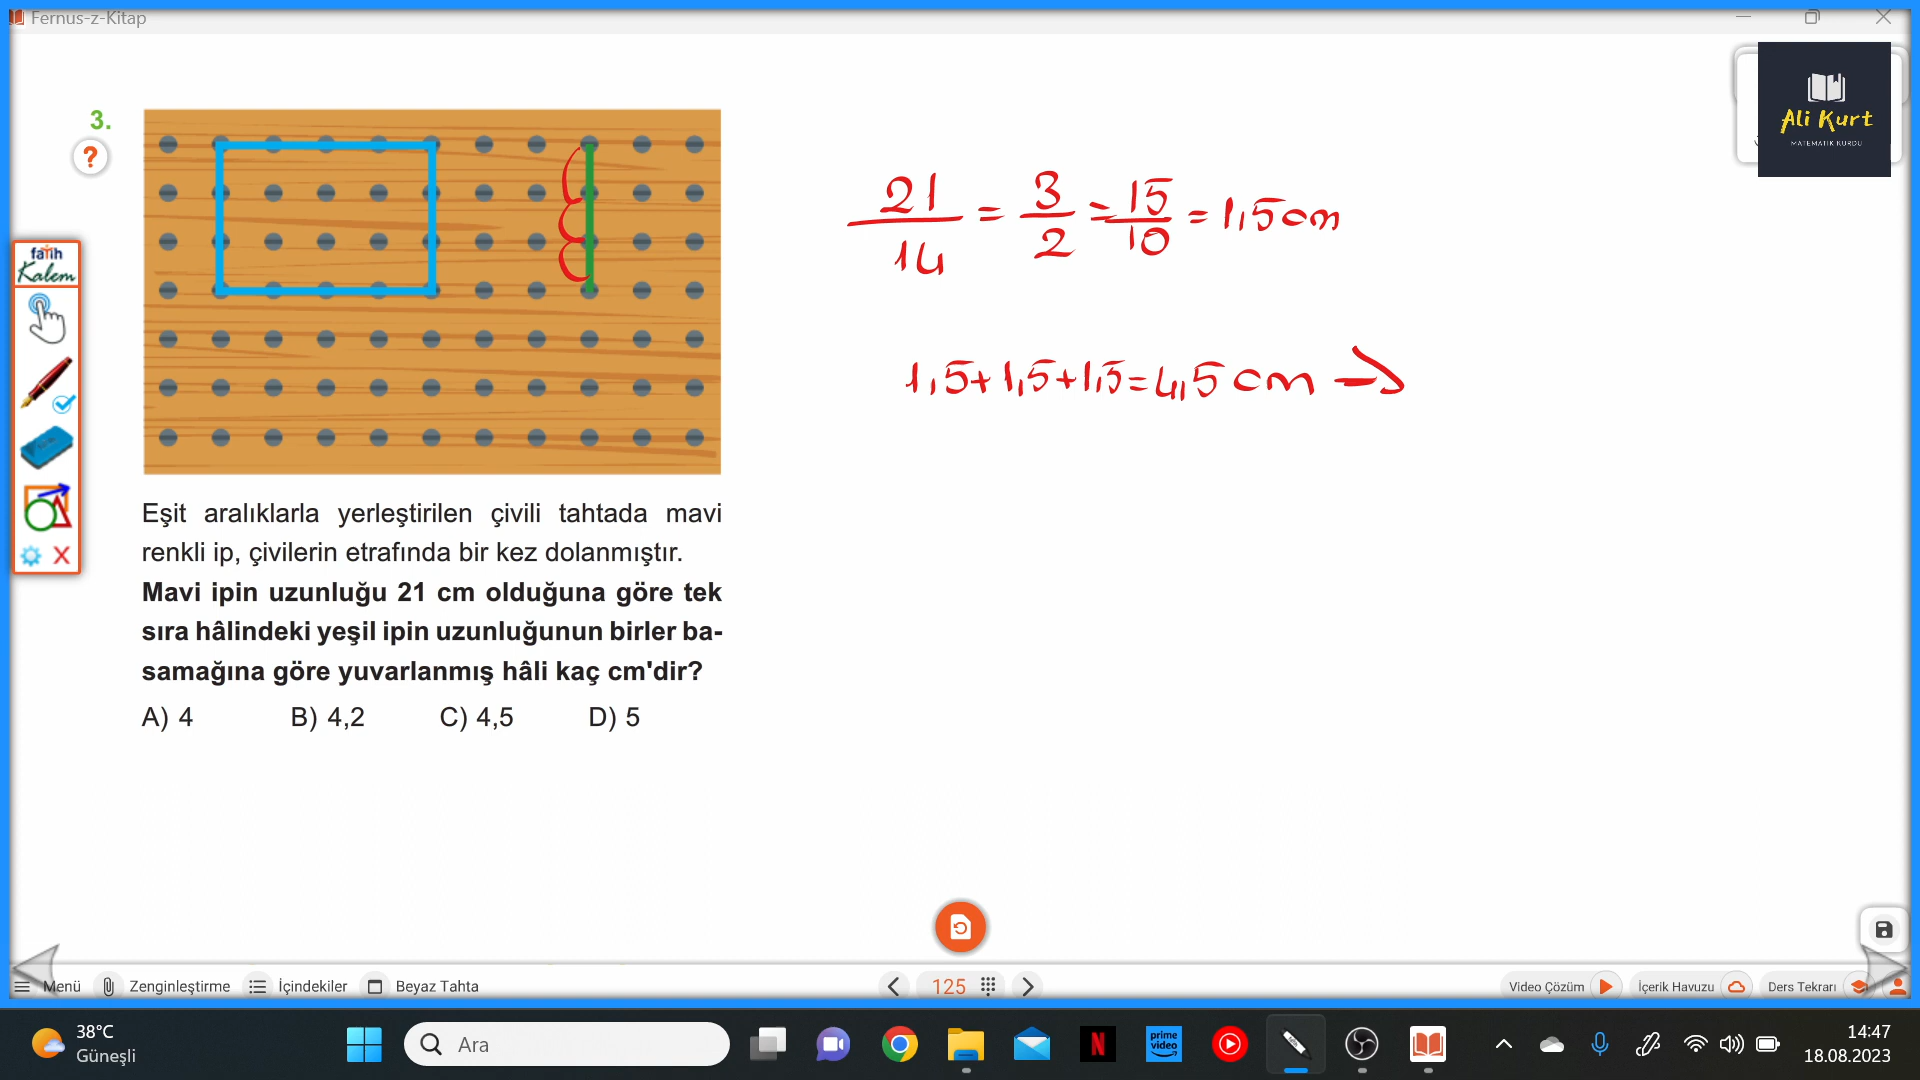 Fernus-z-Kitap
Ali Kurt
MATEMATİK KURDU
3.
?
fatih
Kalem
21/14 = 3/2 = 15/10 = 1,5 cm
1,5+1,5+1,5=4,5 cm →
Eşit aralıklarla yerleştirilen çivili tahtada mavi
renkli ip, çivilerin etrafında bir kez dolanmıştır.
Mavi ipin uzunluğu 21 cm olduğuna göre tek
sıra hâlindeki yeşil ipin uzunluğunun birler ba-
samağına göre yuvarlanmış hâli kaç cm'dir?
A) 4 B) 4,2 C) 4,5 D) 5
Menü Zenginleştirme İçindekiler Beyaz Tahta 125 Video Çözüm İçerik Havuzu Ders Tekrarı
38°C
Güneşli
Ara
N
prime
video
14:47
18.08.2023